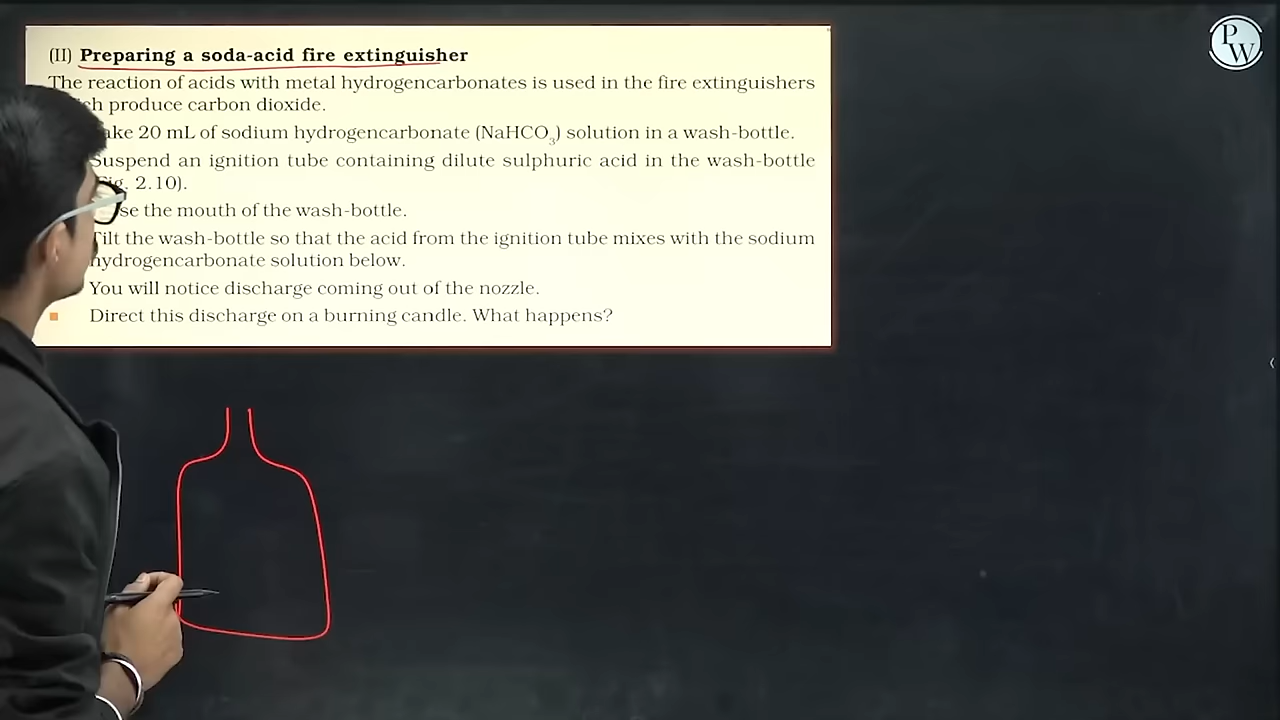 (II) Preparing a soda-acid fire extinguisher
The reaction of acids with metal hydrogencarbonates is used in the fire extinguishers
produce carbon dioxide.
20 mL of sodium hydrogencarbonate (NaHCO3) solution in a wash-bottle.
Suspend an ignition tube containing dilute sulphuric acid in the wash-bottle
2.10).
the mouth of the wash-bottle.
Tilt the wash-bottle so that the acid from the ignition tube mixes with the sodium
hydrogencarbonate solution below.
You will notice discharge coming out of the nozzle.
Direct this discharge on a burning candle. What happens?
PW